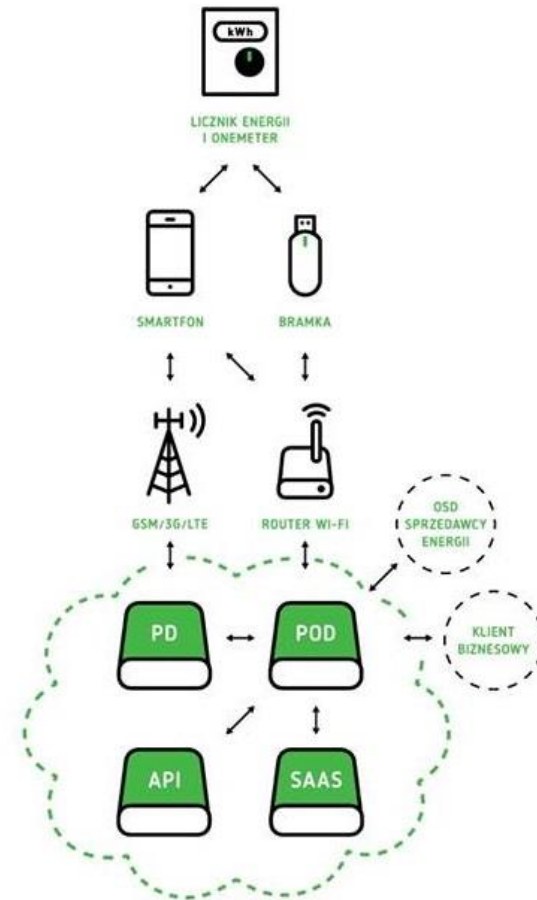 kWh
LICZNIK ENERGII
I ONEMETER
SMARTFON
BRAMKA
GSM/3G/LTE
ROUTER WI-FI
OSD
SPRZEDAWCY
ENERGII
PD
POD
KLIENT
BIZNESOWY
API
SAAS